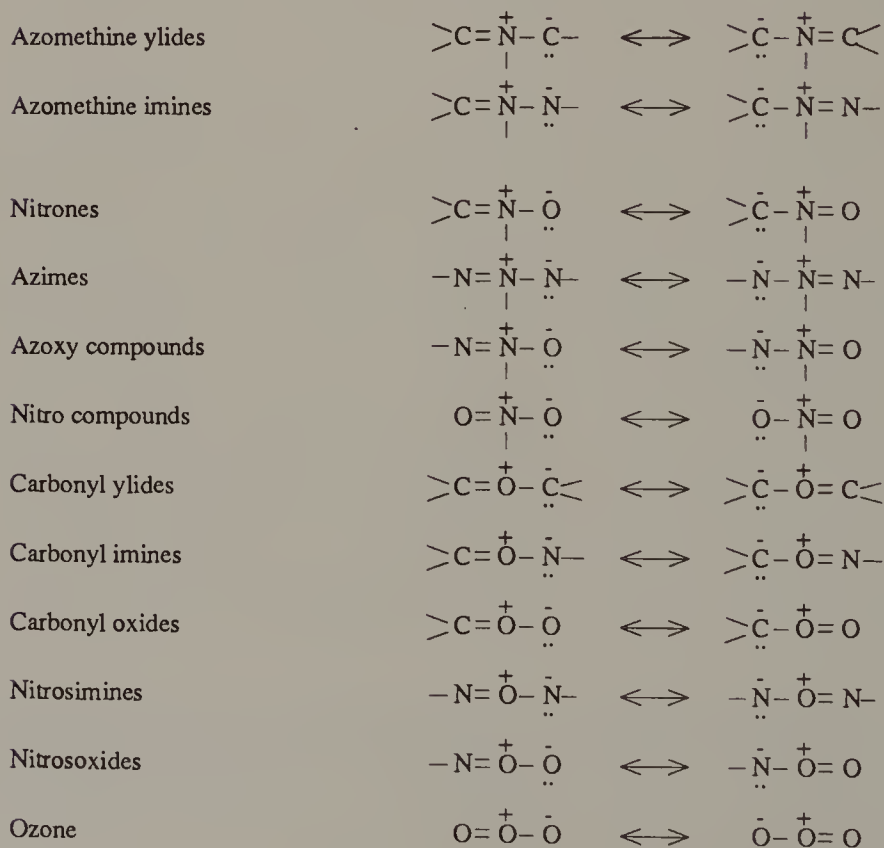 Azomethine ylides >C=N⁺–C̈⁻– ⟷ >C̈⁻–N⁺=C<
Azomethine imines >C=N⁺–N̈⁻– ⟷ >C̈⁻–N⁺=N–
Nitrones >C=N⁺–Ö⁻ ⟷ >C̈⁻–N⁺=O
Azimes –N=N⁺–N̈⁻– ⟷ –N̈⁻–N⁺=N–
Azoxy compounds –N=N⁺–Ö⁻ ⟷ –N̈⁻–N⁺=O
Nitro compounds O=N⁺–Ö⁻ ⟷ Ö⁻–N⁺=O
Carbonyl ylides >C=O⁺–C̈⁻< ⟷ >C̈⁻–O⁺=C<
Carbonyl imines >C=O⁺–N̈⁻– ⟷ >C̈⁻–O⁺=N–
Carbonyl oxides >C=O⁺–Ö⁻ ⟷ >C̈⁻–O⁺=O
Nitrosimines –N=O⁺–N̈⁻– ⟷ –N̈⁻–O⁺=N–
Nitrosoxides –N=O⁺–Ö⁻ ⟷ –N̈⁻–O⁺=O
Ozone O=O⁺–Ö⁻ ⟷ Ö⁻–O⁺=O